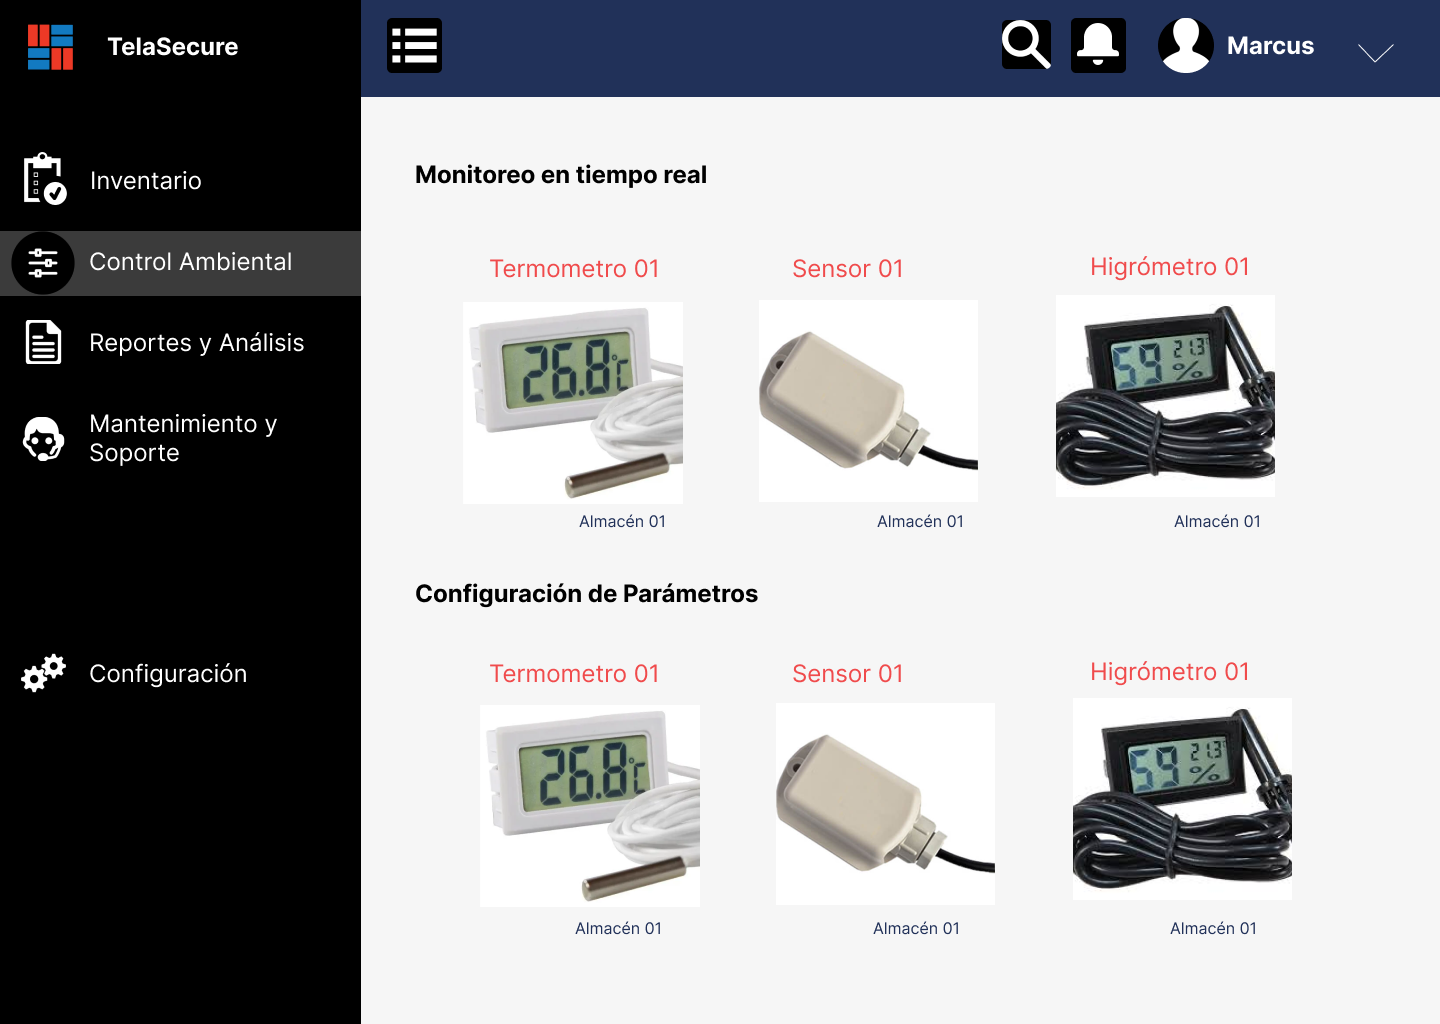 TelaSecure
Marcus
Inventario
Control Ambiental
Reportes y Análisis
Mantenimiento y
Soporte
Configuración
Monitoreo en tiempo real
Termometro 01
Sensor 01
Higrómetro 01
26.8°C
59 % 21.3°
Almacén 01
Almacén 01
Almacén 01
Configuración de Parámetros
Termometro 01
Sensor 01
Higrómetro 01
26.8°C
59 % 21.3°
Almacén 01
Almacén 01
Almacén 01